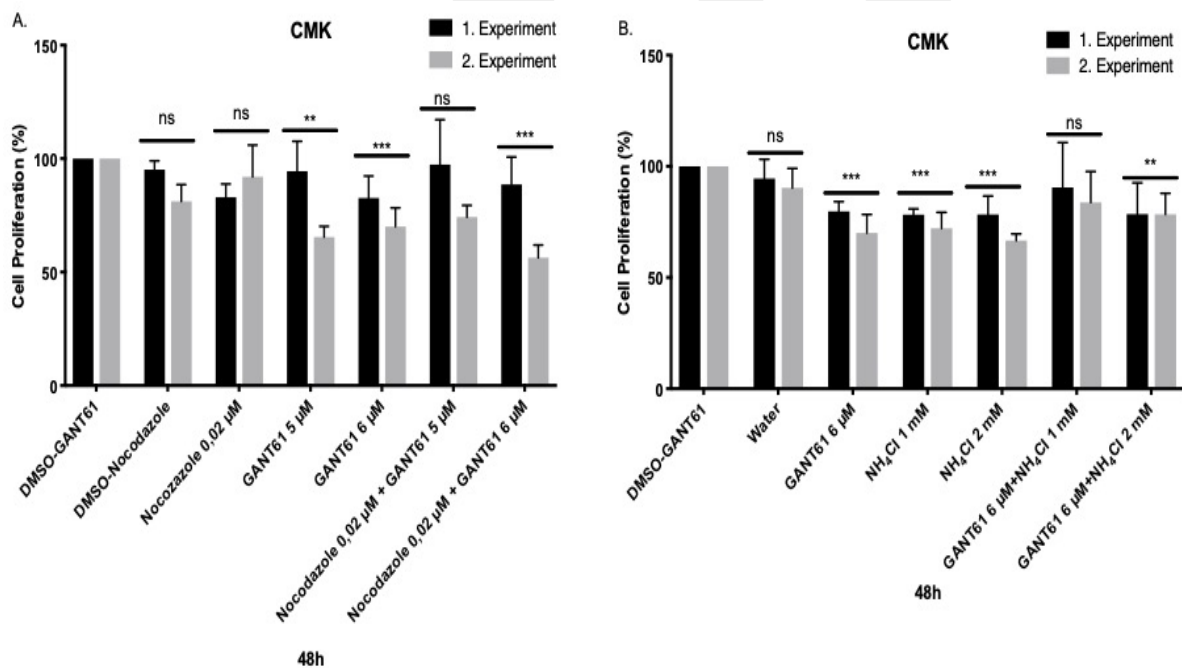 A.
CMK
1. Experiment
2. Experiment
Cell Proliferation (%)
150
100
50
0
ns
ns
**
***
ns
***
DMSO-GANT61
DMSO-Nocodazole
Nocozazole 0,02 µM
GANT61 5 µM
GANT61 6 µM
Nocodazole 0,02 µM + GANT61 5 µM
Nocodazole 0,02 µM + GANT61 6 µM
48h
B.
CMK
1. Experiment
2. Experiment
Cell Proliferation (%)
150
100
50
0
ns
***
***
***
ns
**
DMSO-GANT61
Water
GANT61 6 µM
NH₄Cl 1 mM
NH₄Cl 2 mM
GANT61 6 µM+NH₄Cl 1 mM
GANT61 6 µM+NH₄Cl 2 mM
48h